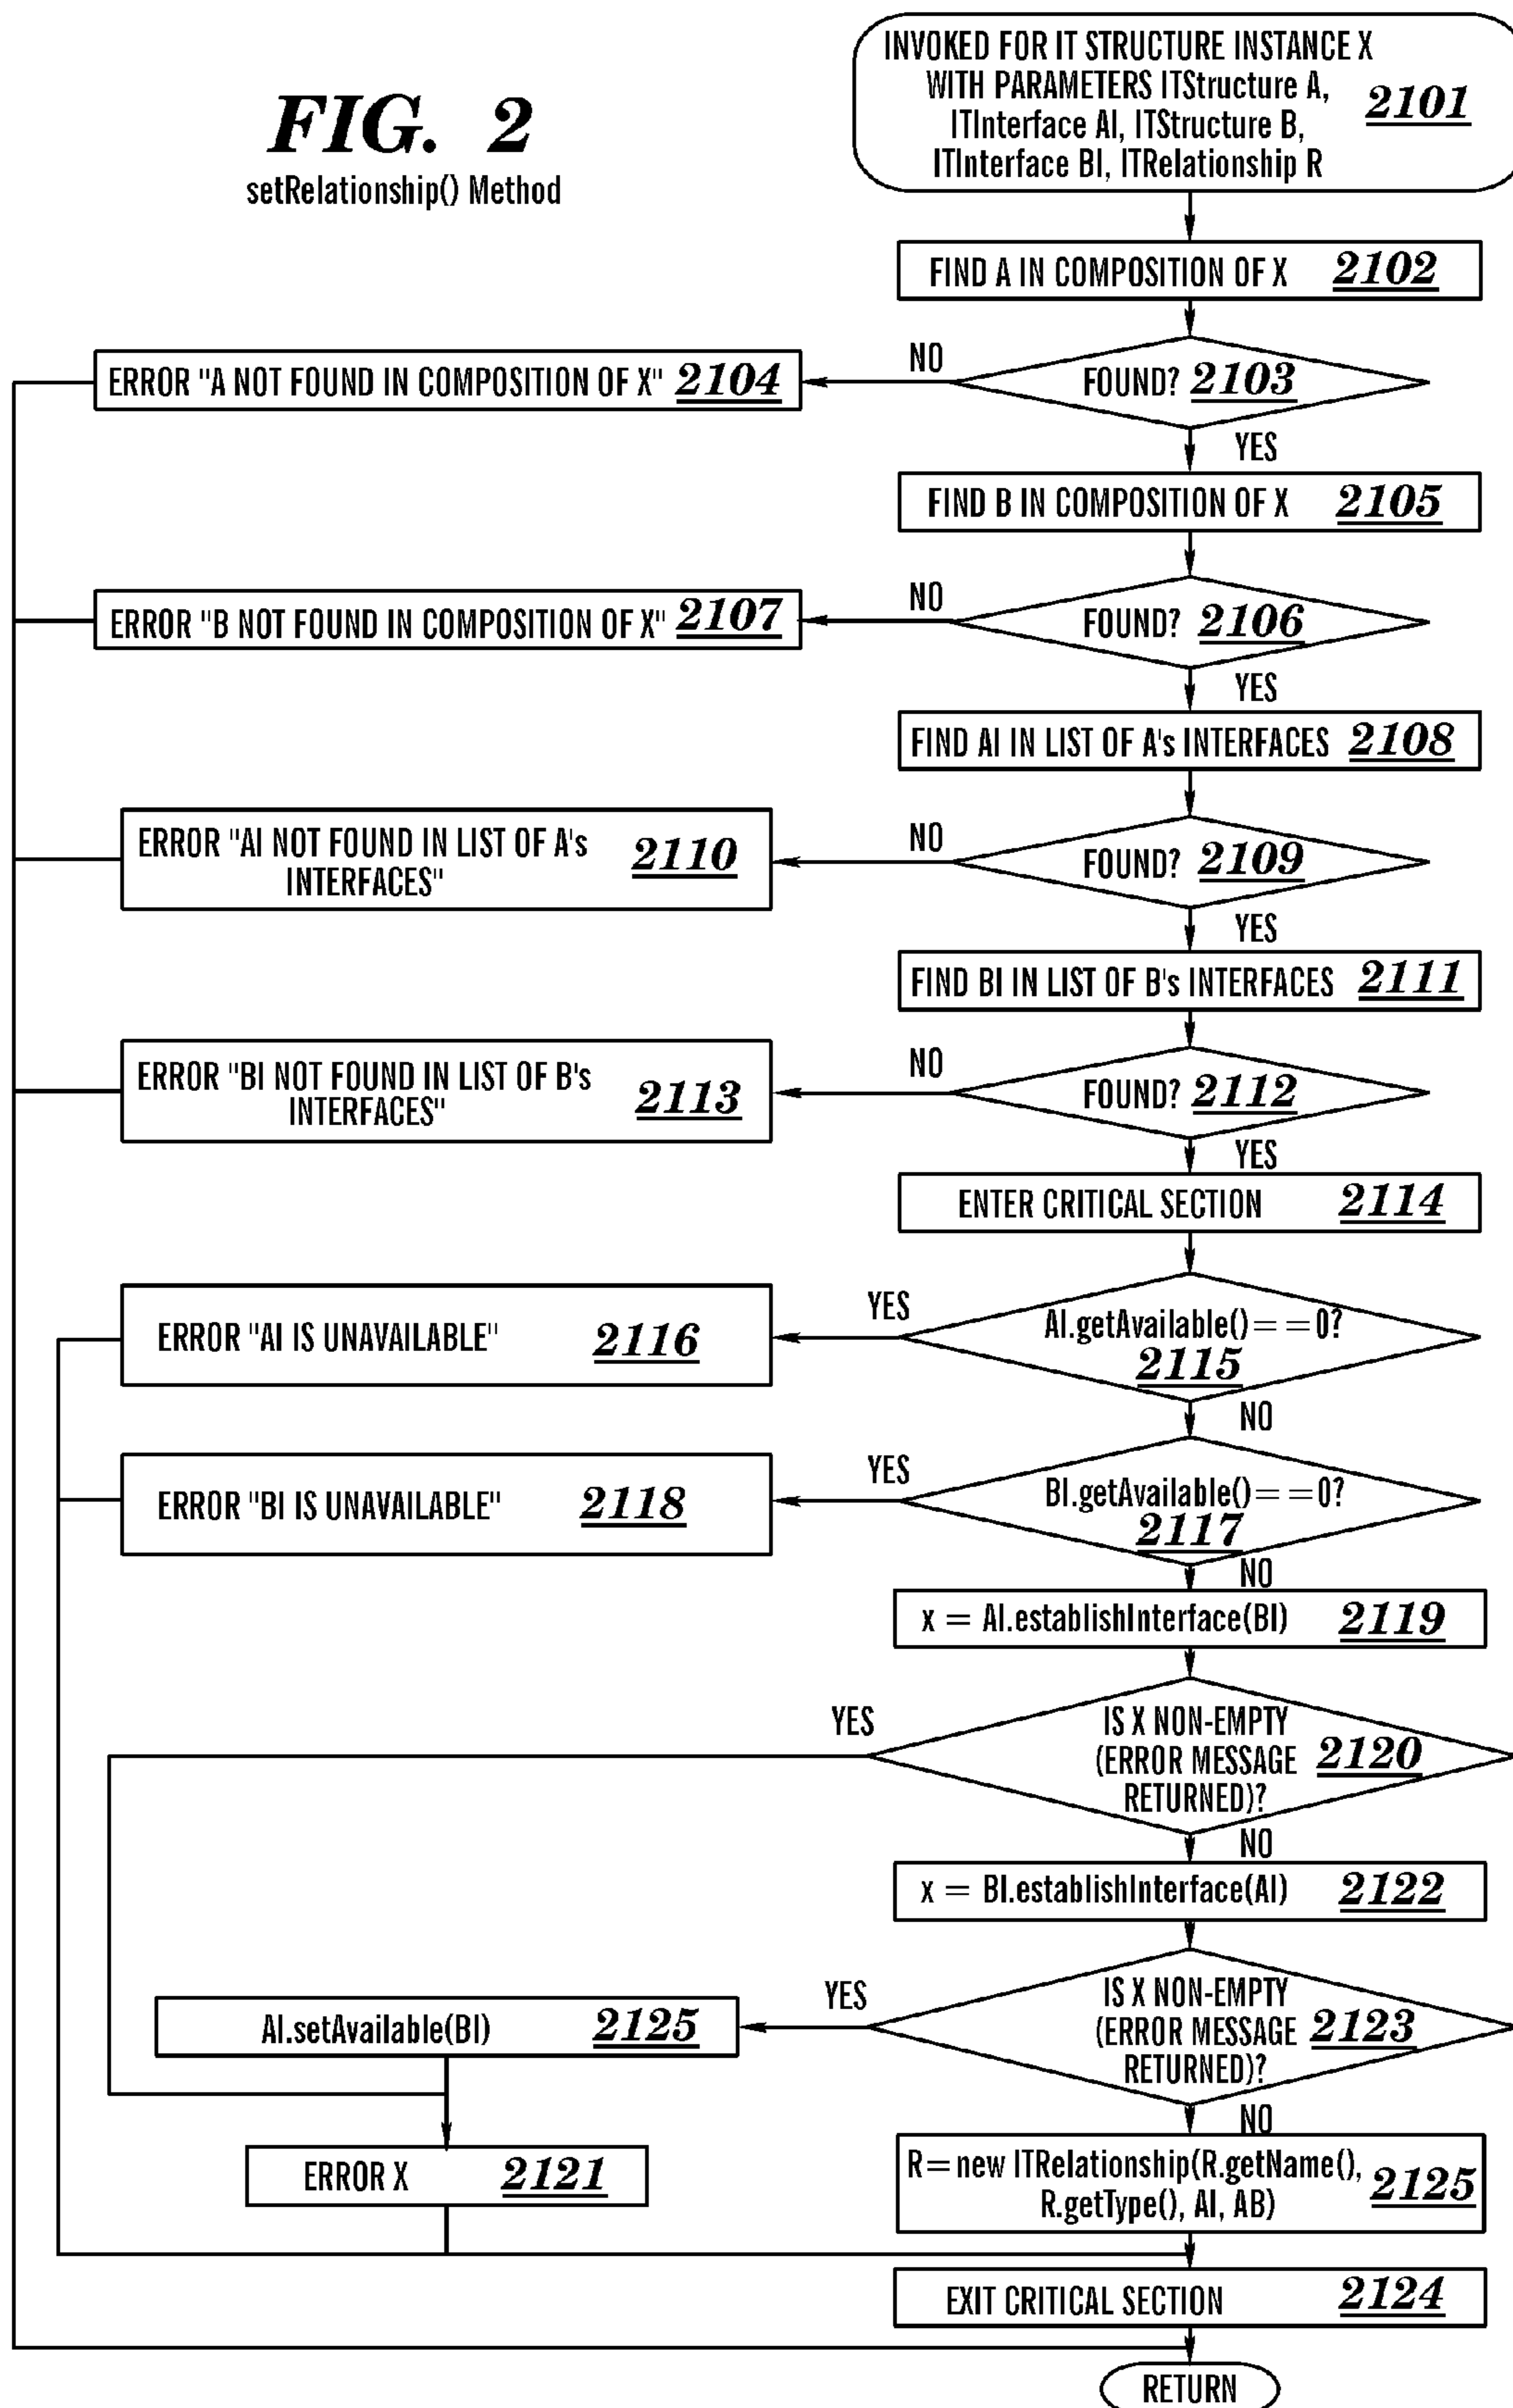 FIG. 2
setRelationship() Method
INVOKED FOR IT STRUCTURE INSTANCE X
WITH PARAMETERS ITStructure A,
ITInterface AI, ITStructure B,
ITInterface BI, ITRelationship R
2101
FIND A IN COMPOSITION OF X 2102
FOUND? 2103
NO
ERROR "A NOT FOUND IN COMPOSITION OF X" 2104
YES
FIND B IN COMPOSITION OF X 2105
FOUND? 2106
NO
ERROR "B NOT FOUND IN COMPOSITION OF X" 2107
YES
FIND AI IN LIST OF A's INTERFACES 2108
FOUND? 2109
NO
ERROR "AI NOT FOUND IN LIST OF A's
INTERFACES"
2110
YES
FIND BI IN LIST OF B's INTERFACES 2111
FOUND? 2112
NO
ERROR "BI NOT FOUND IN LIST OF B's
INTERFACES"
2113
YES
ENTER CRITICAL SECTION 2114
AI.getAvailable()==0?
2115
YES
ERROR "AI IS UNAVAILABLE" 2116
NO
BI.getAvailable()==0?
2117
YES
ERROR "BI IS UNAVAILABLE" 2118
NO
x = AI.establishInterface(BI) 2119
IS X NON-EMPTY
(ERROR MESSAGE 2120
RETURNED)?
YES
NO
x = BI.establishInterface(AI) 2122
IS X NON-EMPTY
(ERROR MESSAGE 2123
RETURNED)?
YES
AI.setAvailable(BI) 2125
ERROR X 2121
NO
R=new ITRelationship(R.getName(),
R.getType(), AI, AB)
2125
EXIT CRITICAL SECTION 2124
RETURN